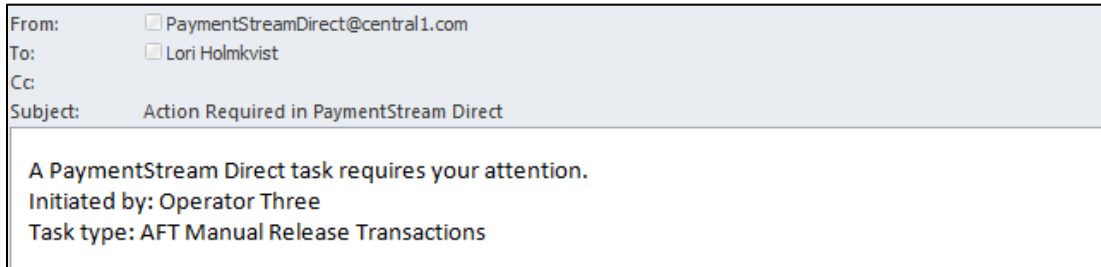 From: PaymentStreamDirect@central1.com
To: Lori Holmkvist
Cc:
Subject: Action Required in PaymentStream Direct
A PaymentStream Direct task requires your attention.
Initiated by: Operator Three
Task type: AFT Manual Release Transactions